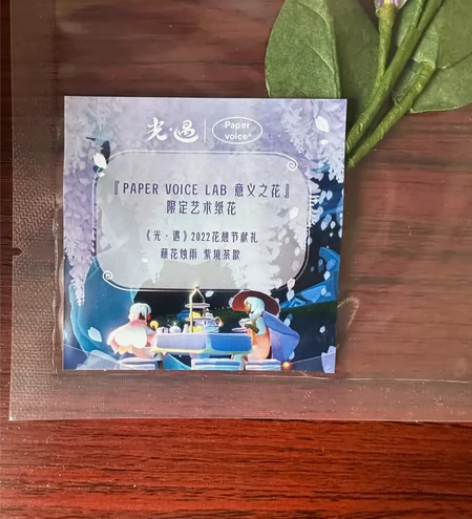 光·遇 Paper voice®
『PAPER VOICE LAB 意义之花』
限定艺术纸花
《光·遇》2022花憩节献礼
藤花烛雨 紫境茶歇